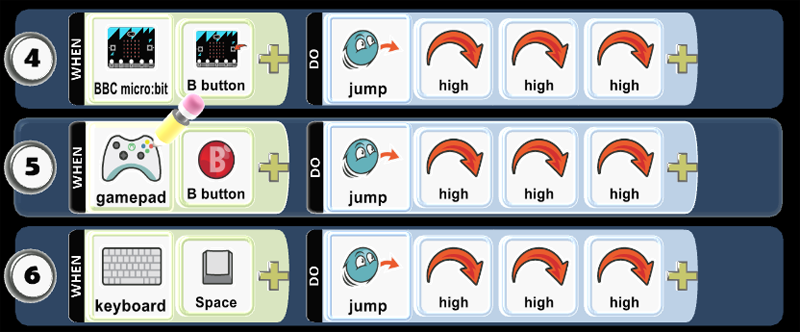 4 WHEN BBC micro:bit B button DO jump high high high
5 WHEN gamepad B B button DO jump high high high
6 WHEN keyboard Space DO jump high high high